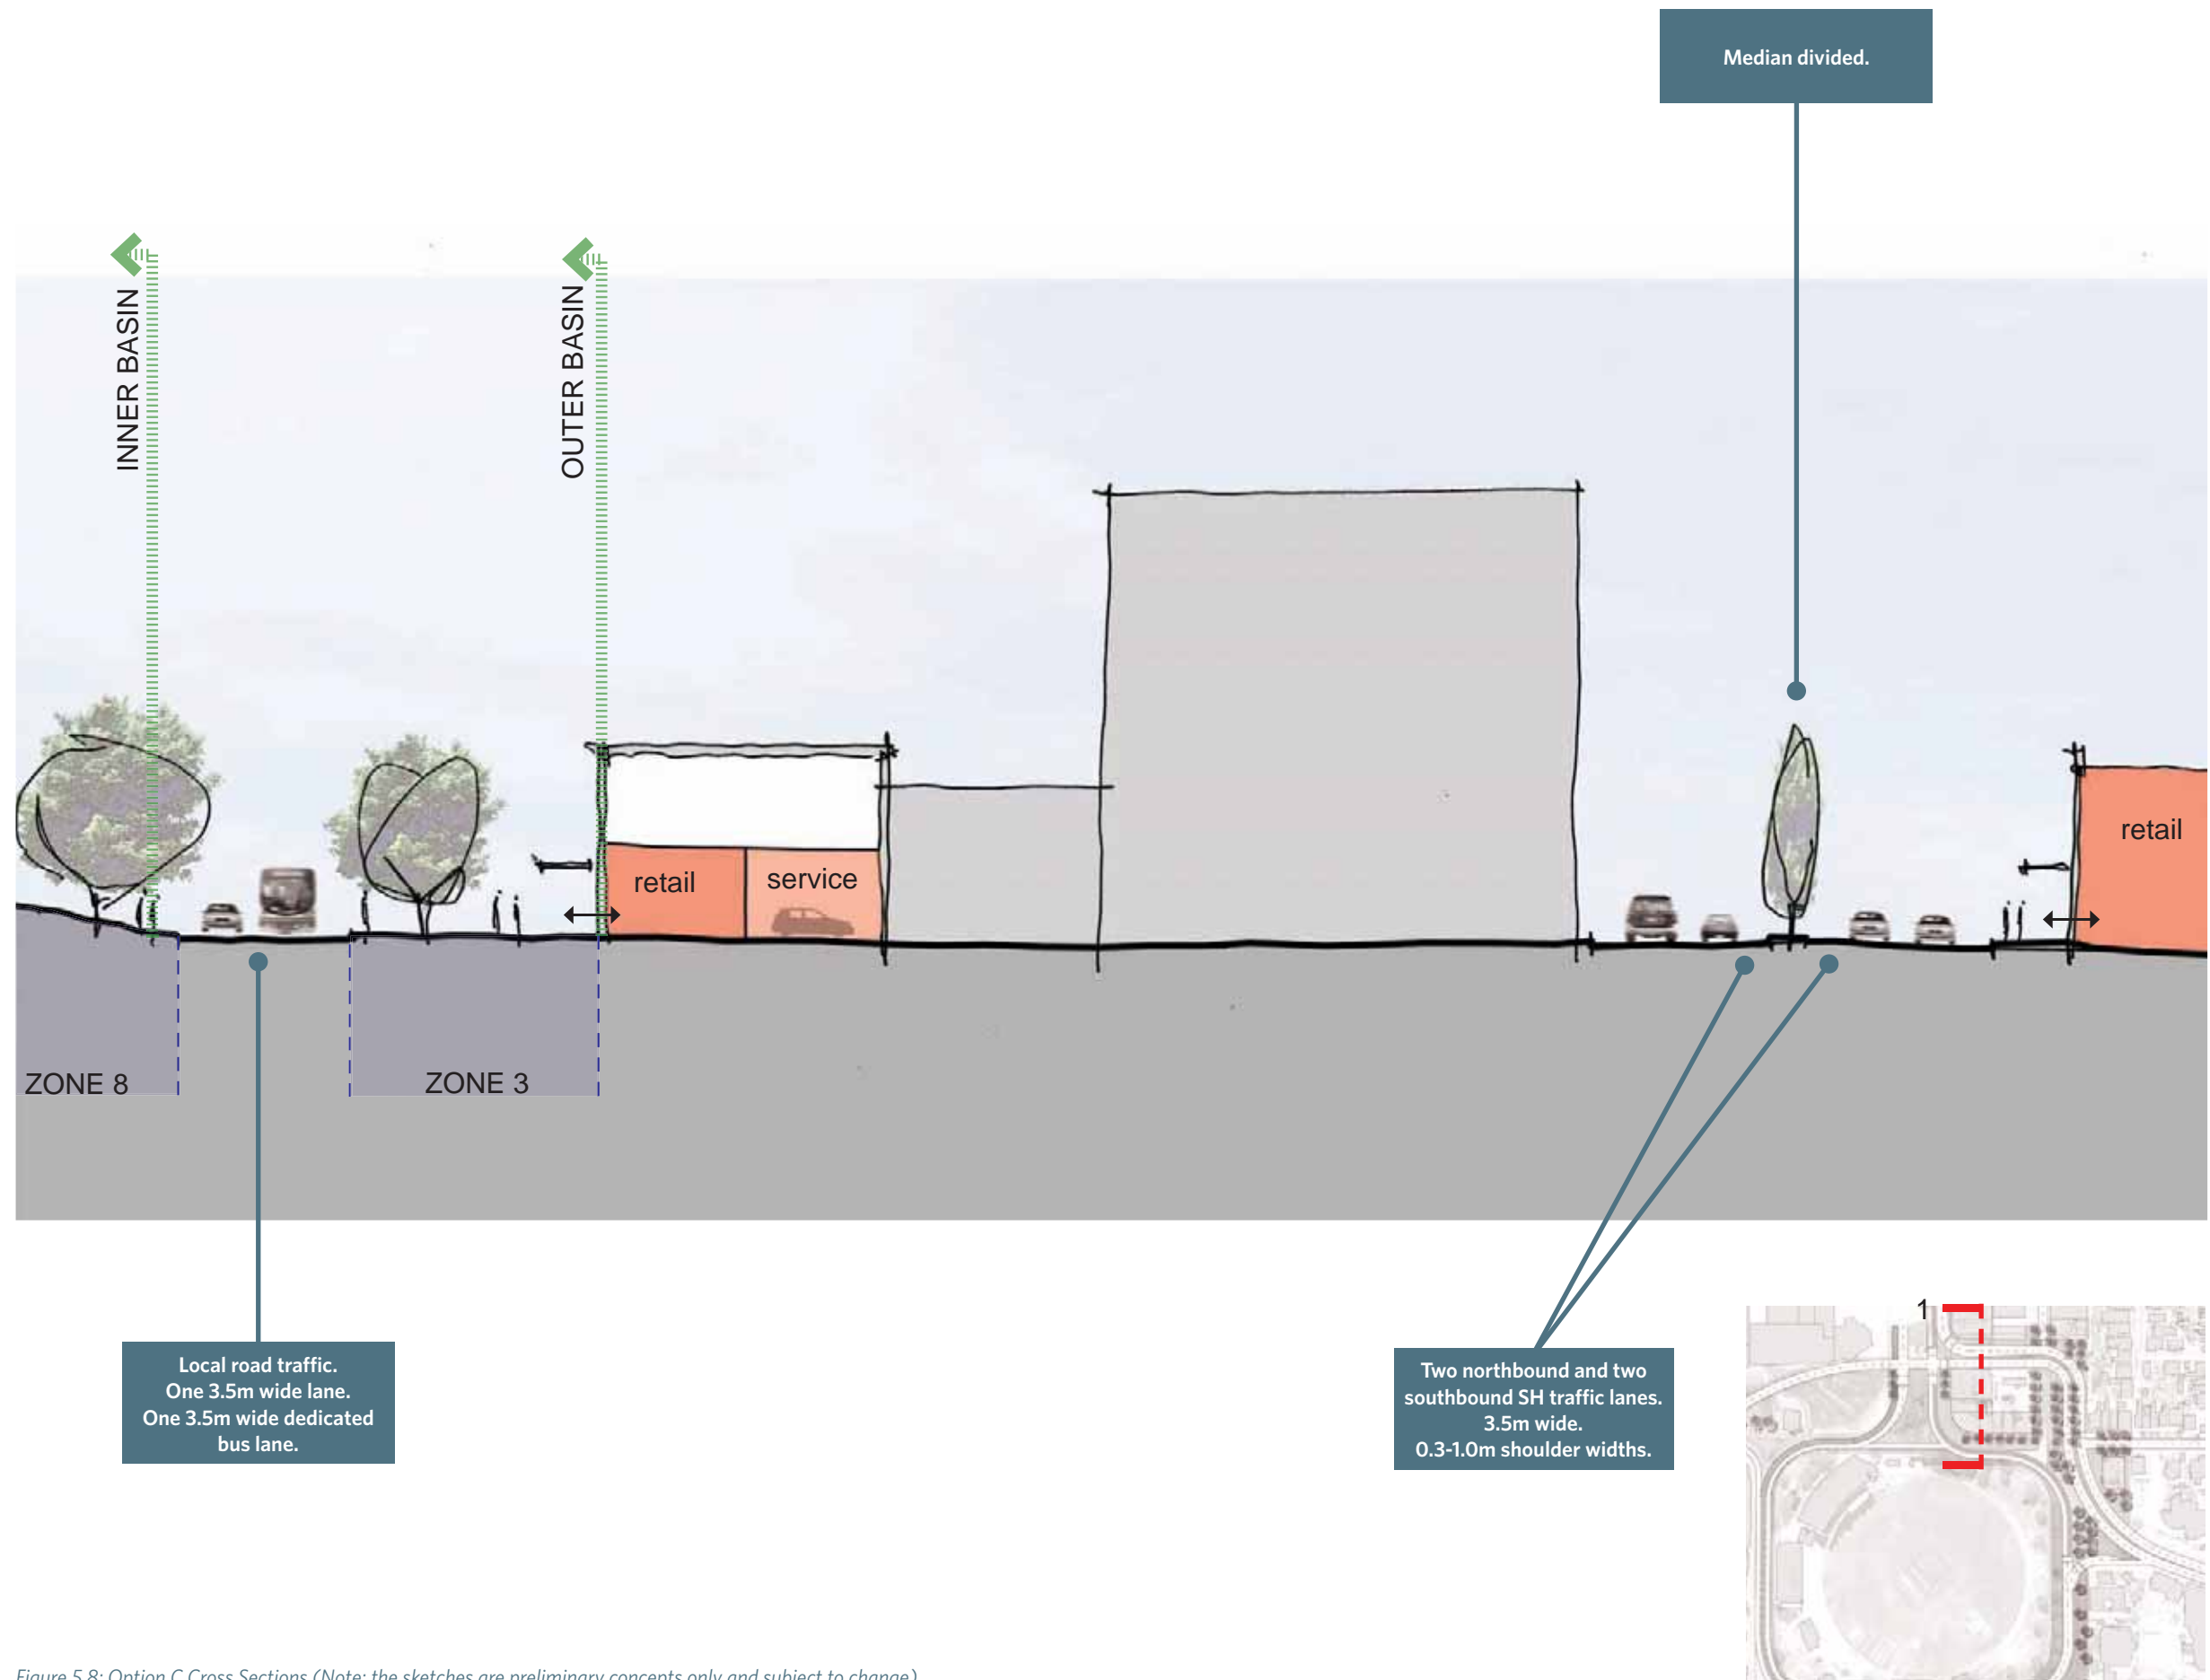 Median divided.
INNER BASIN
OUTER BASIN
retail
service
retail
ZONE 8
ZONE 3
Local road traffic.
One 3.5m wide lane.
One 3.5m wide dedicated
bus lane.
Two northbound and two
southbound SH traffic lanes.
3.5m wide.
0.3-1.0m shoulder widths.
1
Figure 5.8: Option C Cross Sections (Note: the sketches are preliminary concepts only and subject to change)